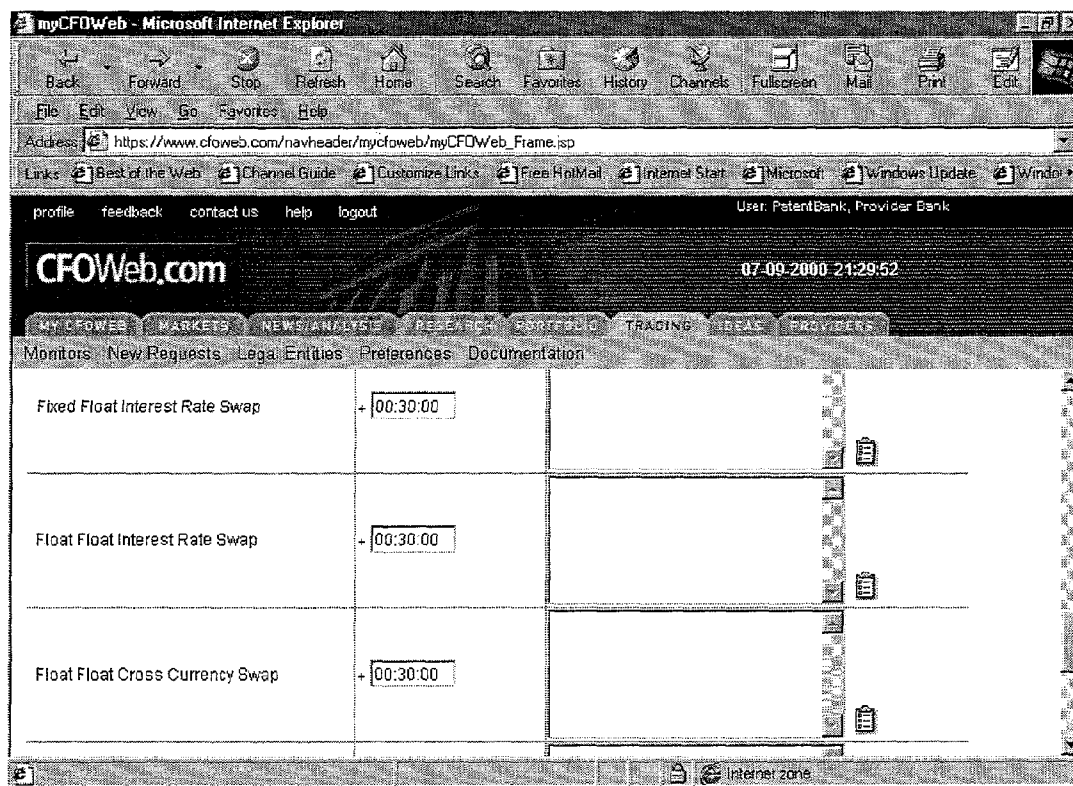 myCFOWeb - Microsoft Internet Explorer
Back Forward Stop Refresh Home Search Favorites History Channels Fullscreen Mail Print Edit
File Edit View Go Favorites Help
Address https://www.cfoweb.com/navheader/mycfoweb/myCFOWeb_Frame.jsp
Links Best of the Web Channel Guide Customize Links Free HotMail Internet Start Microsoft Windows Update Window
profile feedback contact us help logout User: PatentBank, Provider Bank
CFOWeb.com 07-09-2000 21:29:52
MY CFOWEB MARKETS NEWS/ANALYSIS RESEARCH PORTFOLIO TRADING IDEAS PROVIDERS
Monitors New Requests Legal Entities Preferences Documentation
Fixed Float Interest Rate Swap + 00:30:00
Float Float Interest Rate Swap + 00:30:00
Float Float Cross Currency Swap + 00:30:00
Internet zone